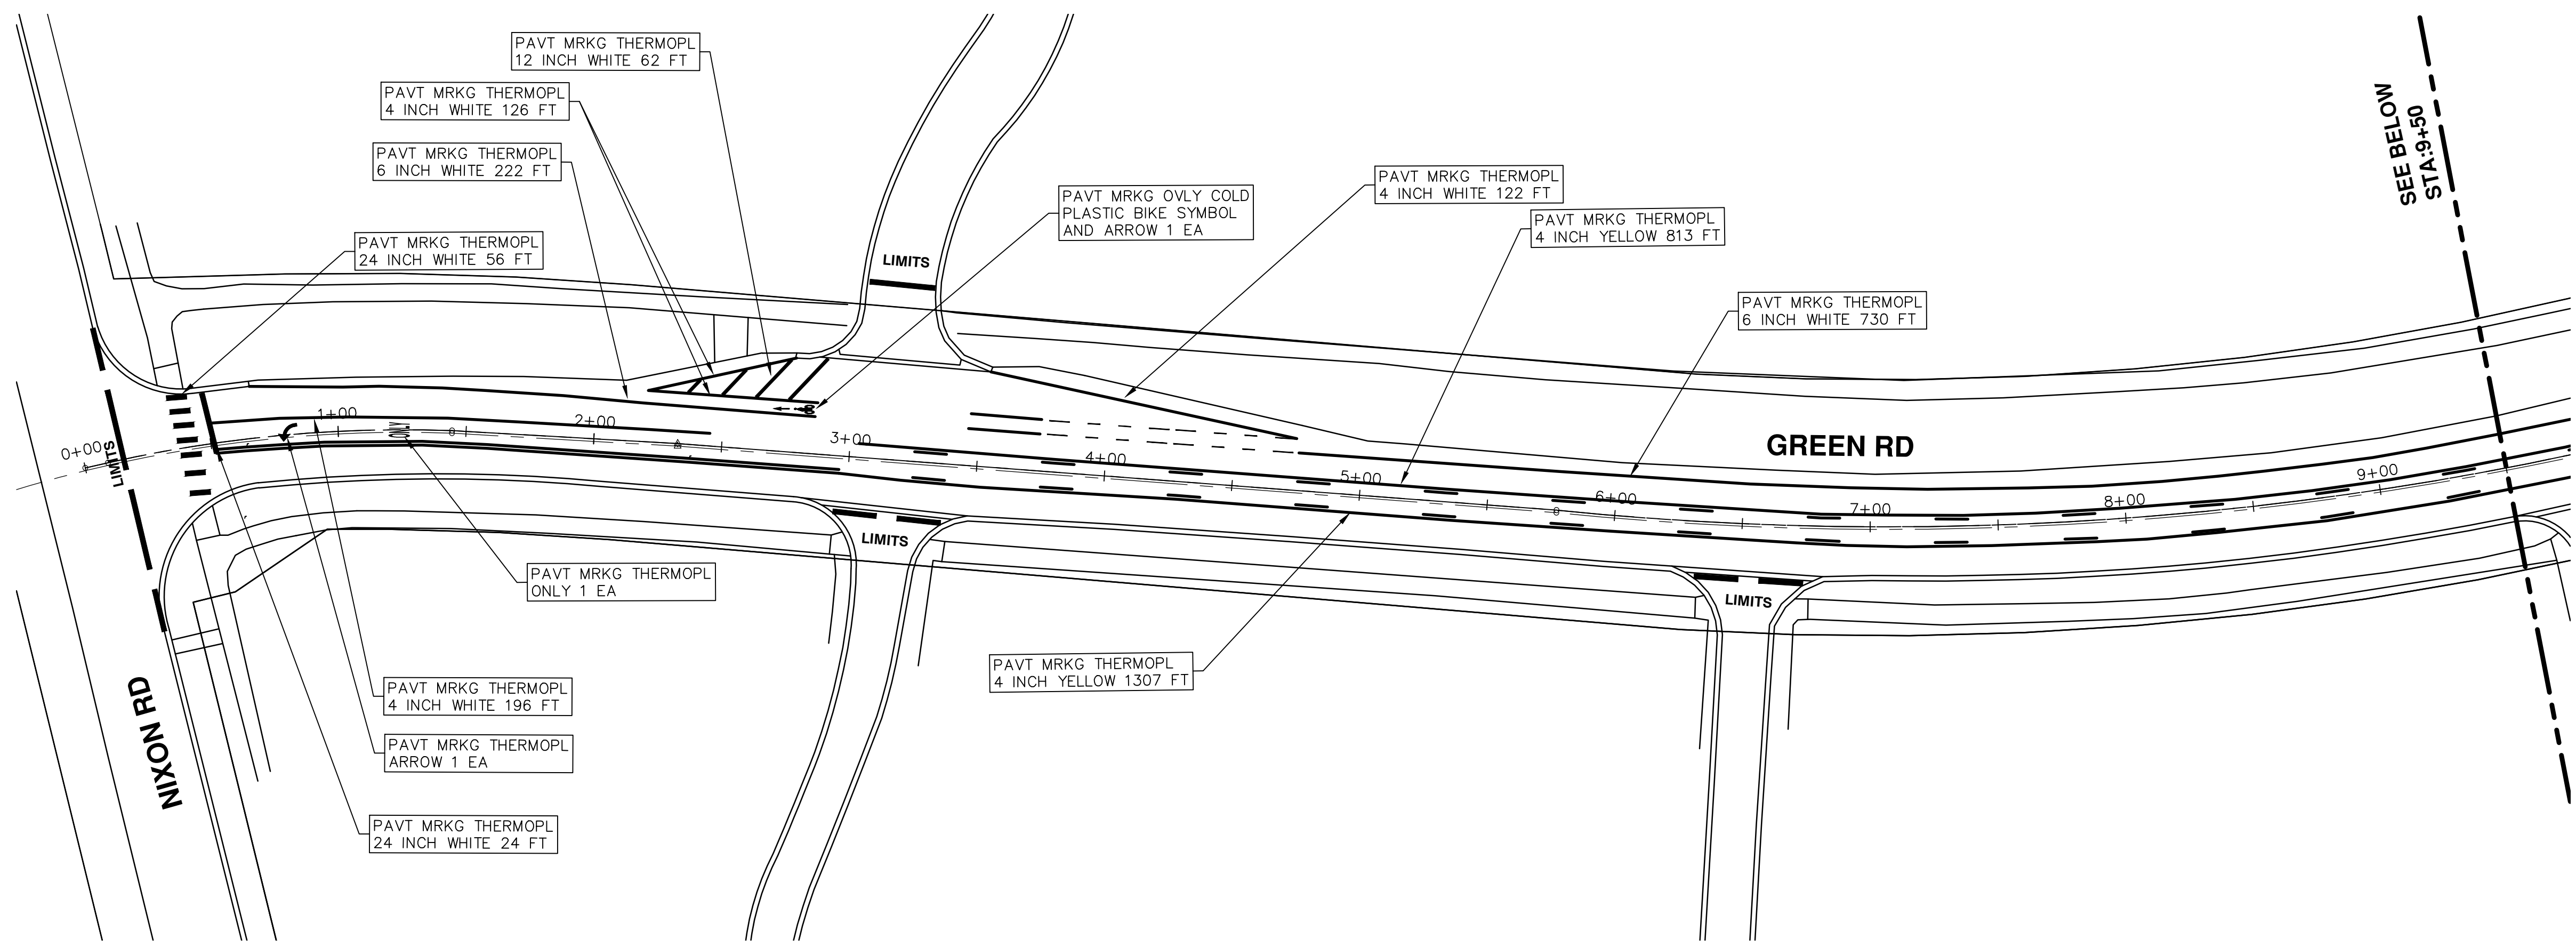 PAVT MRKG THERMOPL
12 INCH WHITE 62 FT
PAVT MRKG THERMOPL
4 INCH WHITE 126 FT
PAVT MRKG THERMOPL
6 INCH WHITE 222 FT
PAVT MRKG THERMOPL
24 INCH WHITE 56 FT
PAVT MRKG OVLY COLD
PLASTIC BIKE SYMBOL
AND ARROW 1 EA
PAVT MRKG THERMOPL
4 INCH WHITE 122 FT
PAVT MRKG THERMOPL
4 INCH YELLOW 813 FT
PAVT MRKG THERMOPL
6 INCH WHITE 730 FT
SEE BELOW
STA:9+50
LIMITS
GREEN RD
0+00
1+00
2+00
3+00
4+00
5+00
6+00
7+00
8+00
9+00
LIMITS
LIMITS
LIMITS
PAVT MRKG THERMOPL
ONLY 1 EA
PAVT MRKG THERMOPL
4 INCH YELLOW 1307 FT
PAVT MRKG THERMOPL
4 INCH WHITE 196 FT
PAVT MRKG THERMOPL
ARROW 1 EA
PAVT MRKG THERMOPL
24 INCH WHITE 24 FT
NIXON RD